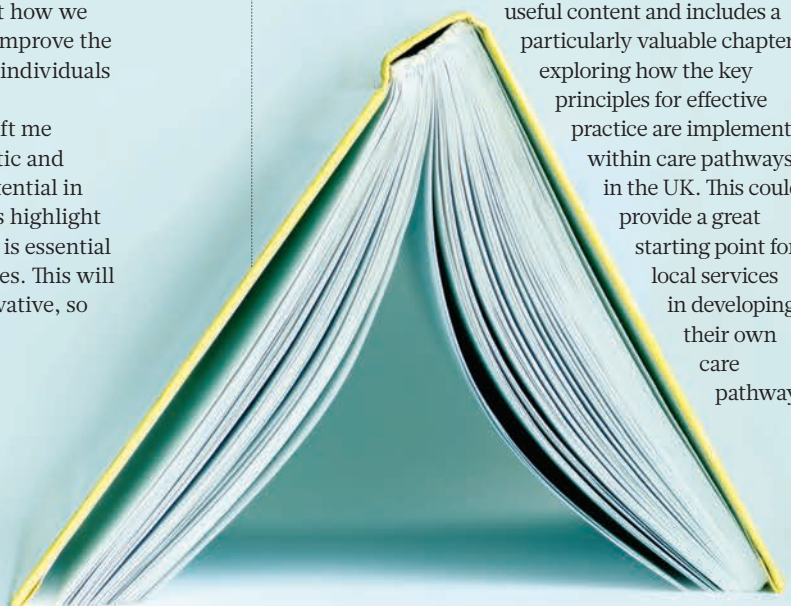 t how we
mprove the
individuals
ft me
tic and
tential in
s highlight
is essential
es. This will
vative, so
useful content and includes a
particularly valuable chapter
exploring how the key
principles for effective
practice are implement
within care pathways
in the UK. This could
provide a great
starting point for
local services
in developing
their own
care
pathway